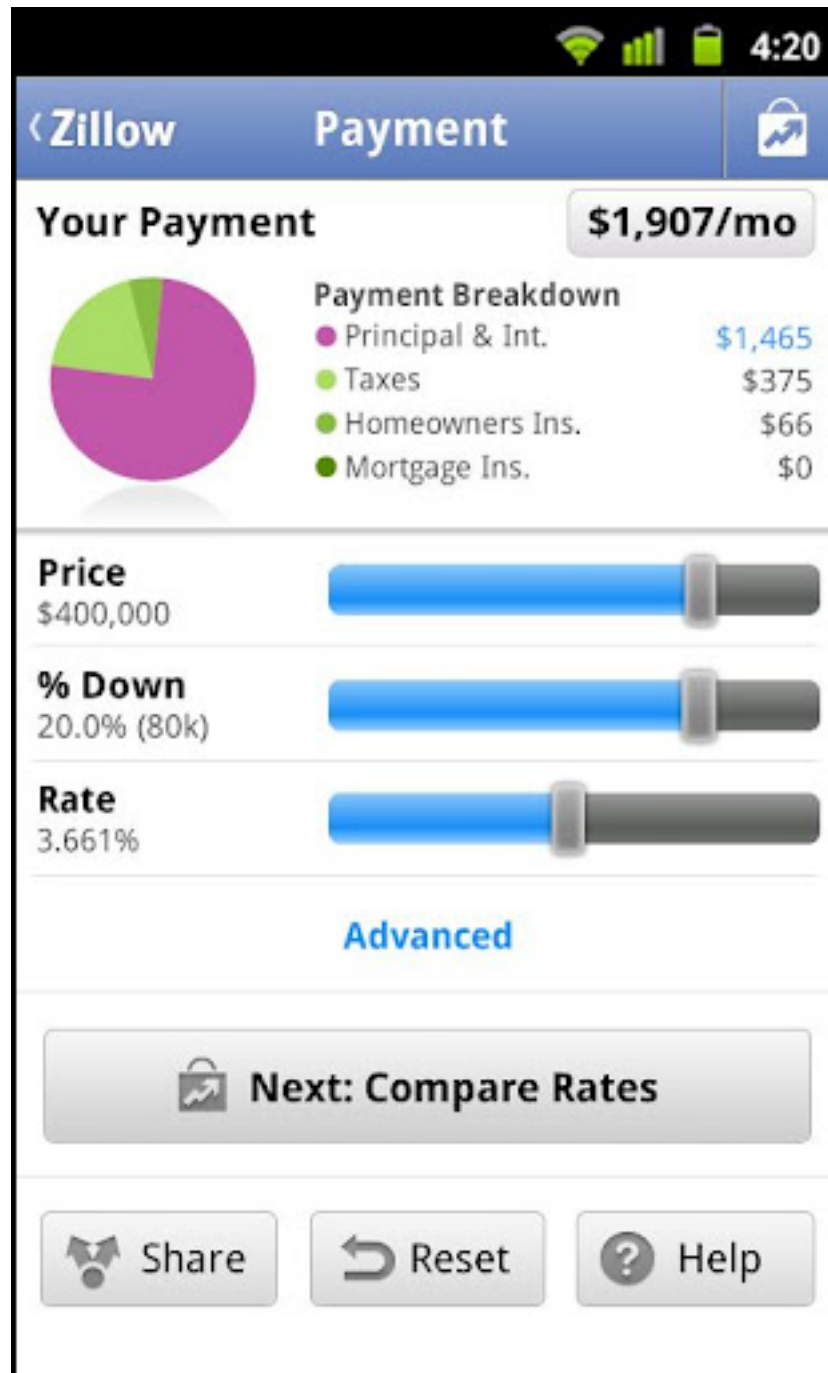 4:20
Zillow Payment
Your Payment $1,907/mo
Payment Breakdown
Principal & Int. $1,465
Taxes $375
Homeowners Ins. $66
Mortgage Ins. $0
Price
$400,000
% Down
20.0% (80k)
Rate
3.661%
Advanced
Next: Compare Rates
Share Reset ? Help